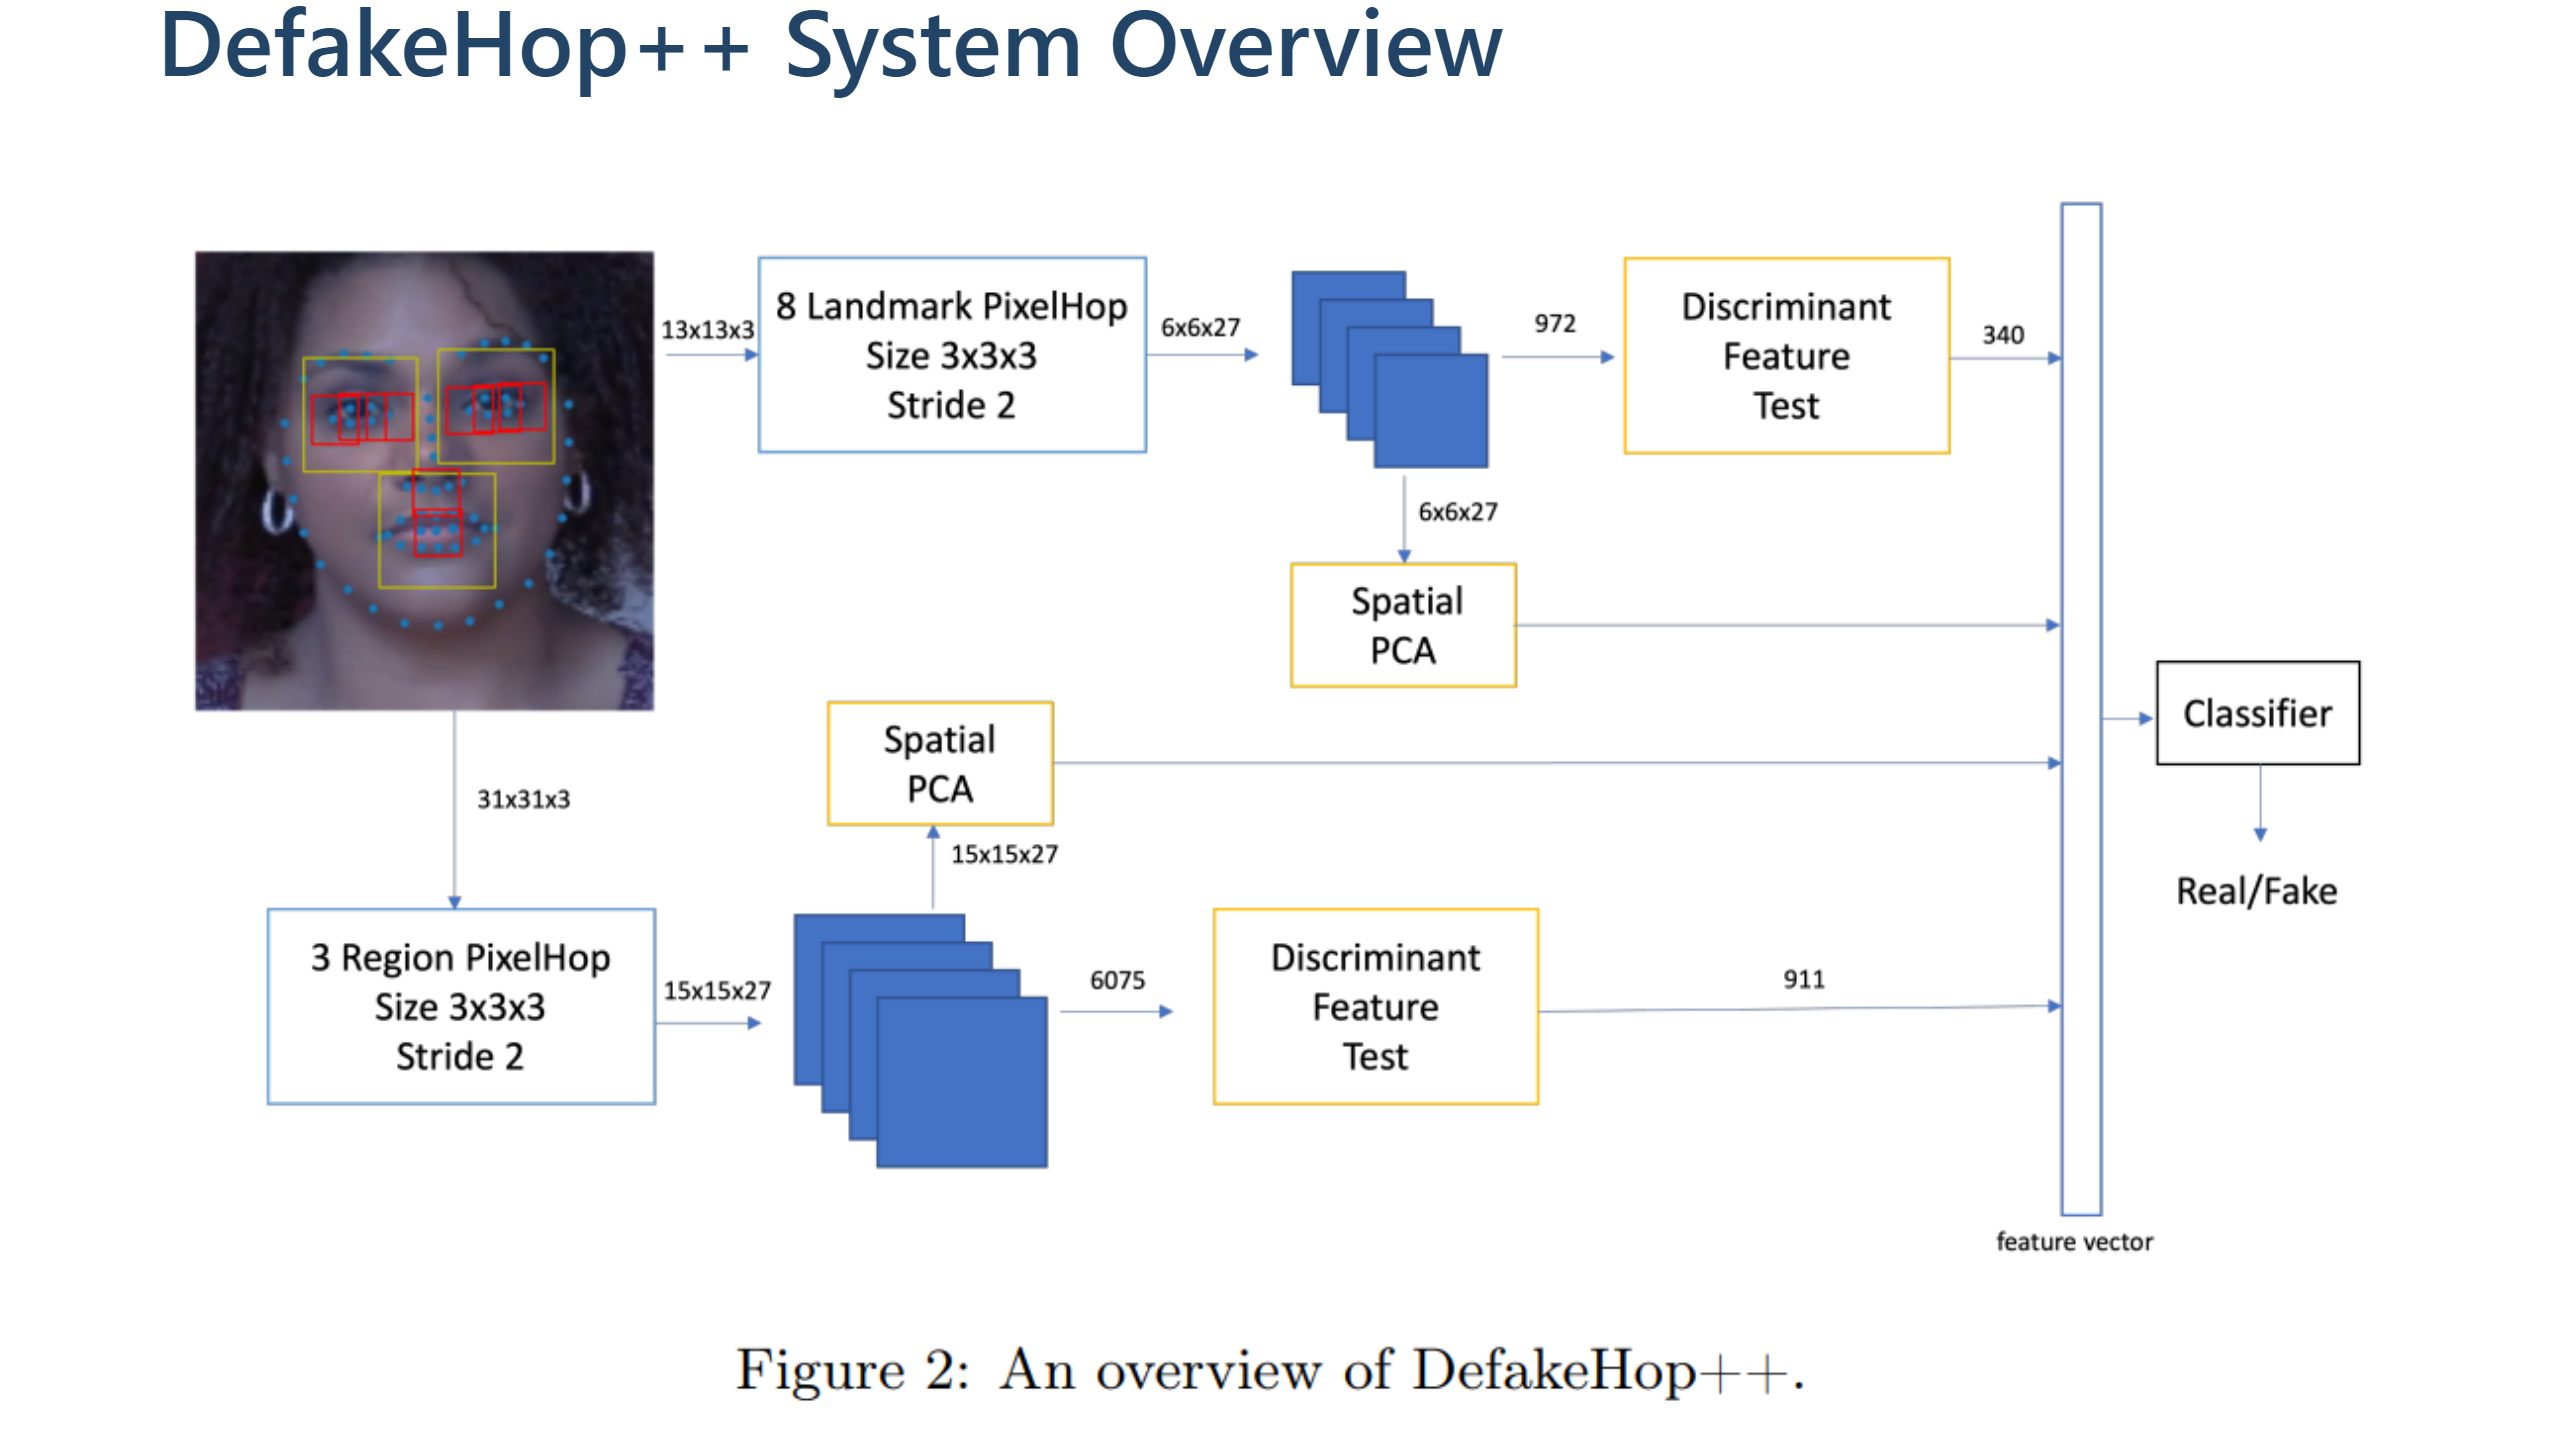 DefakeHop++ System Overview
13x13x3
8 Landmark PixelHop
Size 3x3x3
Stride 2
6x6x27
972
Discriminant
Feature
Test
340
6x6x27
Spatial
PCA
Spatial
PCA
Classifier
31x31x3
15x15x27
Real/Fake
3 Region PixelHop
Size 3x3x3
Stride 2
15x15x27
6075
Discriminant
Feature
Test
911
feature vector
Figure 2: An overview of DefakeHop++.